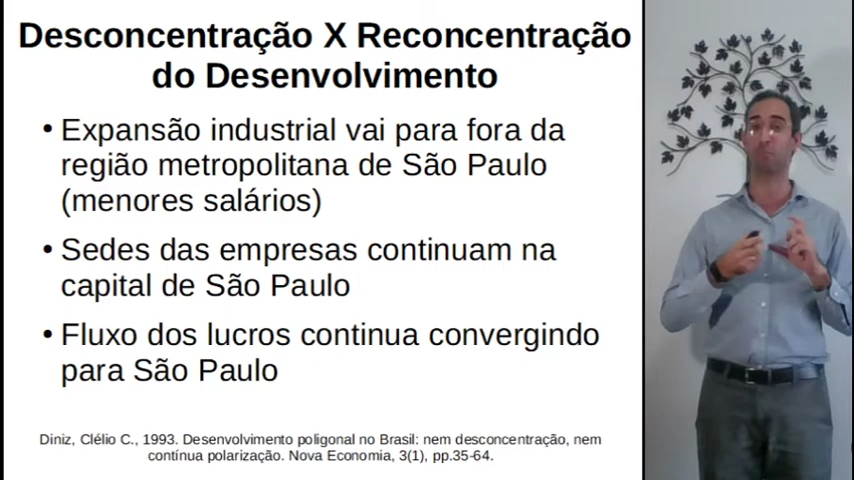 Desconcentração X Reconcentração
do Desenvolvimento
• Expansão industrial vai para fora da
região metropolitana de São Paulo
(menores salários)
• Sedes das empresas continuam na
capital de São Paulo
• Fluxo dos lucros continua convergindo
para São Paulo
Diniz, Clélio C., 1993. Desenvolvimento poligonal no Brasil: nem desconcentração, nem
contínua polarização. Nova Economia, 3(1), pp.35-64.